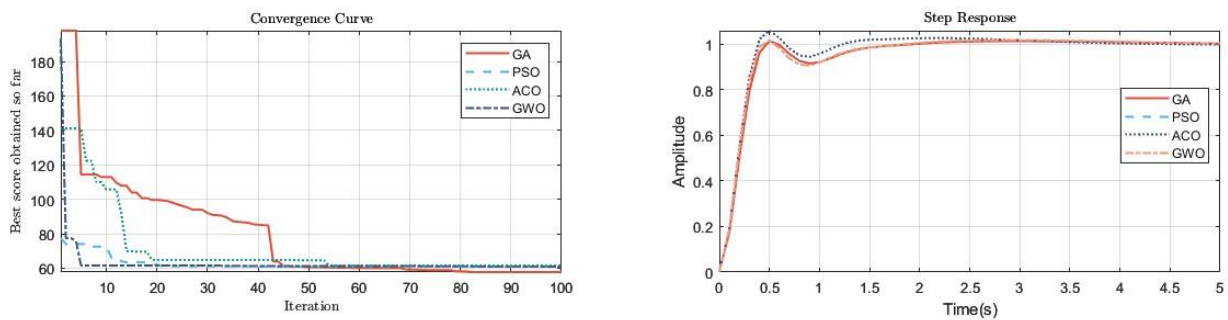 Convergence Curve
Best score obtained so far
180
160
140
120
100
80
60
10
20
30
40
50
60
70
80
90
100
Iteration
GA
PSO
ACO
GWO
Step Response
Amplitude
1
0.8
0.6
0.4
0.2
0
0
0.5
1
1.5
2
2.5
3
3.5
4
4.5
5
Time(s)
GA
PSO
ACO
GWO